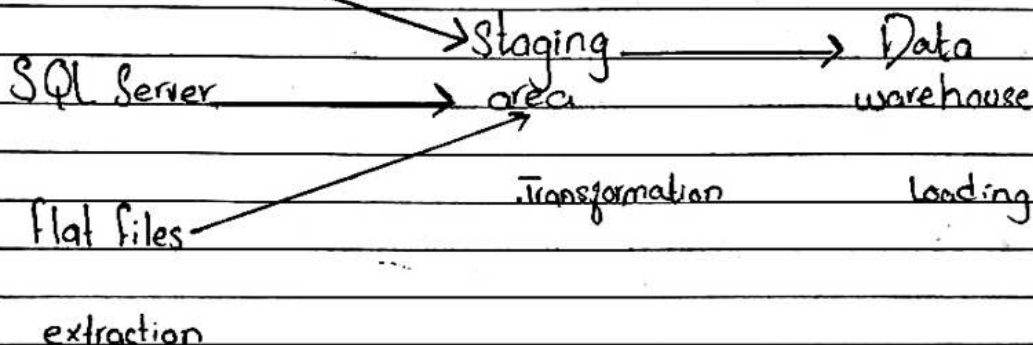 Staging Data
SQL Server area warehouse
Transformation Loading
flat files
extraction